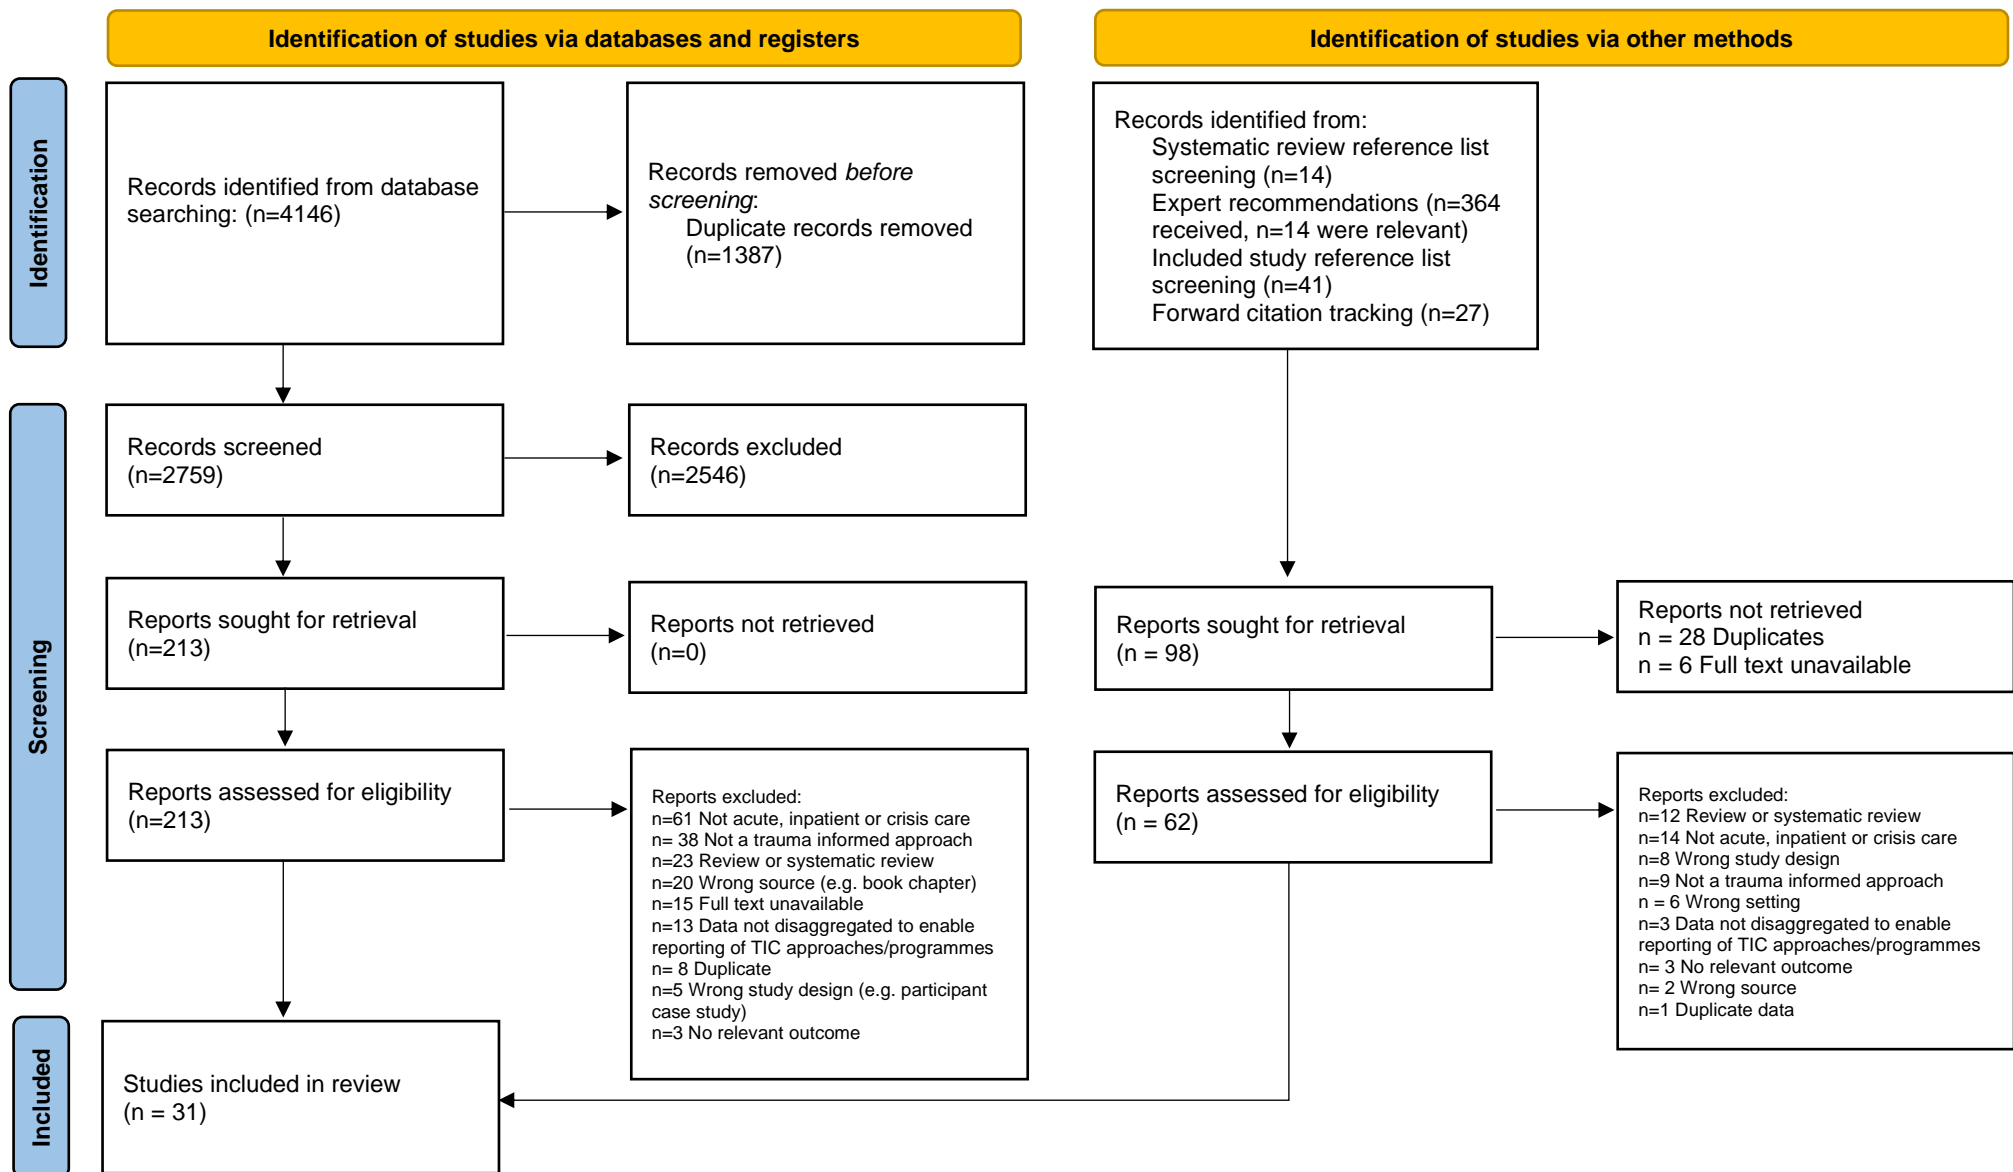 Identification of studies via databases and registers
Identification of studies via other methods
Identification
Records identified from database
searching: (n=4146)
Records removed before
screening:
Duplicate records removed
(n=1387)
Records identified from:
Systematic review reference list
screening (n=14)
Expert recommendations (n=364
received, n=14 were relevant)
Included study reference list
screening (n=41)
Forward citation tracking (n=27)
Screening
Records screened
(n=2759)
Records excluded
(n=2546)
Reports sought for retrieval
(n=213)
Reports not retrieved
(n=0)
Reports sought for retrieval
(n = 98)
Reports not retrieved
n = 28 Duplicates
n = 6 Full text unavailable
Reports assessed for eligibility
(n=213)
Reports excluded:
n=61 Not acute, inpatient or crisis care
n= 38 Not a trauma informed approach
n=23 Review or systematic review
n=20 Wrong source (e.g. book chapter)
n=15 Full text unavailable
n=13 Data not disaggregated to enable
reporting of TIC approaches/programmes
n= 8 Duplicate
n=5 Wrong study design (e.g. participant
case study)
n=3 No relevant outcome
Reports assessed for eligibility
(n = 62)
Reports excluded:
n=12 Review or systematic review
n=14 Not acute, inpatient or crisis care
n=8 Wrong study design
n=9 Not a trauma informed approach
n = 6 Wrong setting
n=3 Data not disaggregated to enable
reporting of TIC approaches/programmes
n= 3 No relevant outcome
n= 2 Wrong source
n=1 Duplicate data
Included
Studies included in review
(n = 31)